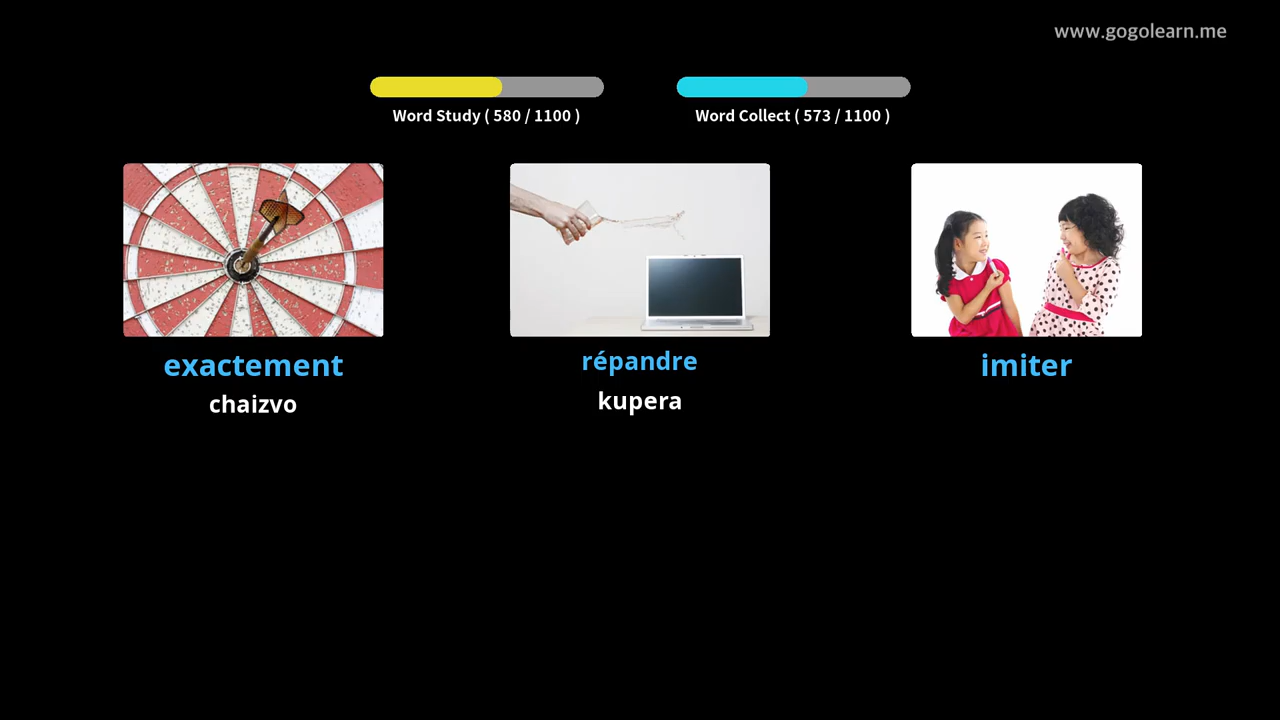 www.gogolearn.me
Word Study ( 580 / 1100 )
Word Collect ( 573 / 1100 )
exactement
chaizvo
répandre
kupera
imiter